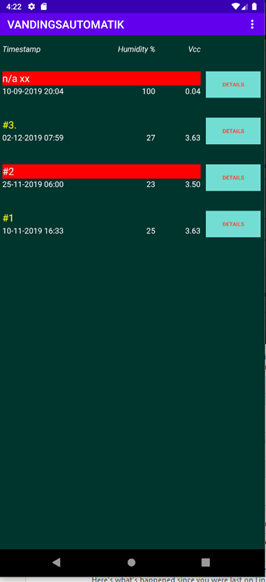 4:22
VANDINGSAUTOMATIK
Timestamp Humidity % Vcc
n/a xx
10-09-2019 20:04 100 0.04 DETAILS
#3.
02-12-2019 07:59 27 3.63 DETAILS
#2
25-11-2019 06:00 23 3.50 DETAILS
#1
10-11-2019 16:33 25 3.63 DETAILS
Here's what's happened since you were last on